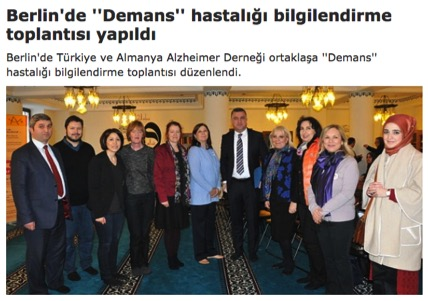 Berlin'de ''Demans'' hastalığı bilgilendirme
toplantısı yapıldı
Berlin'de Türkiye ve Almanya Alzheimer Derneği ortaklaşa ''Demans''
hastalığı bilgilendirme toplantısı düzenlendi.